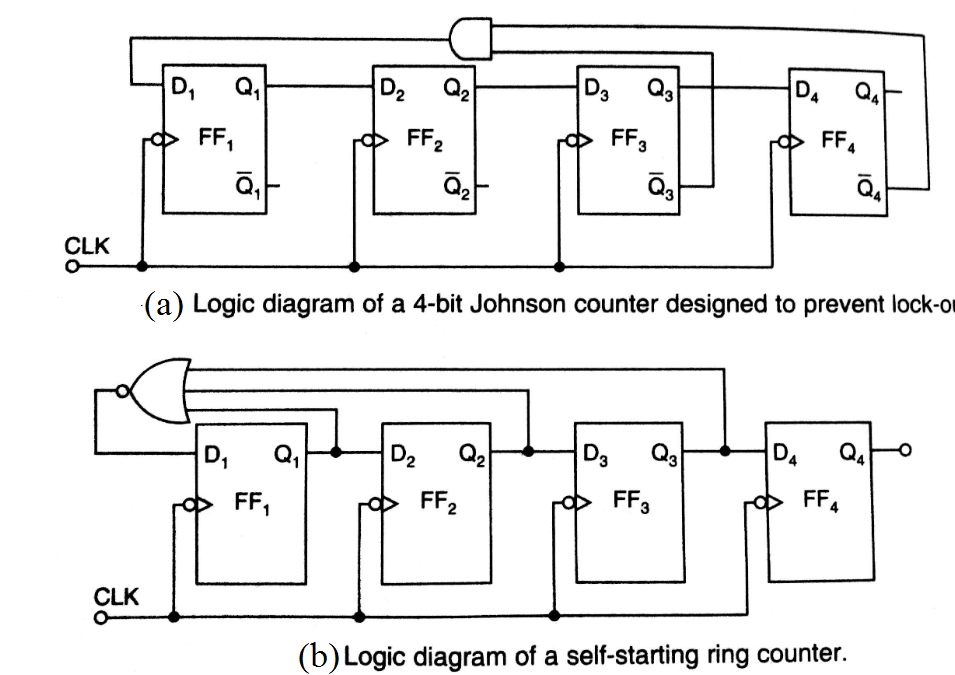 D₁ Q₁ D₂ Q₂ D₃ Q₃ D₄ Q₄
FF₁ FF₂ FF₃ FF₄
Q̅₁ Q̅₂ Q̅₃ Q̅₄
CLK
(a) Logic diagram of a 4-bit Johnson counter designed to prevent lock-ou
D₁ Q₁ D₂ Q₂ D₃ Q₃ D₄ Q₄
FF₁ FF₂ FF₃ FF₄
CLK
(b) Logic diagram of a self-starting ring counter.